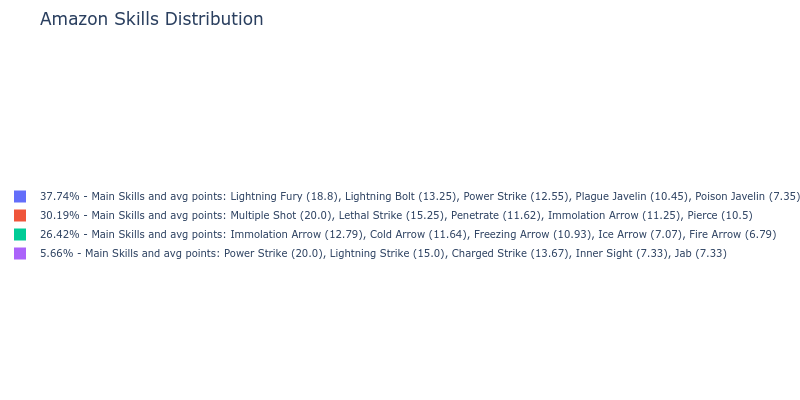 Amazon Skills Distribution
37.74% - Main Skills and avg points: Lightning Fury (18.8), Lightning Bolt (13.25), Power Strike (12.55), Plague Javelin (10.45), Poison Javelin (7.35)
30.19% - Main Skills and avg points: Multiple Shot (20.0), Lethal Strike (15.25), Penetrate (11.62), Immolation Arrow (11.25), Pierce (10.5)
26.42% - Main Skills and avg points: Immolation Arrow (12.79), Cold Arrow (11.64), Freezing Arrow (10.93), Ice Arrow (7.07), Fire Arrow (6.79)
5.66% - Main Skills and avg points: Power Strike (20.0), Lightning Strike (15.0), Charged Strike (13.67), Inner Sight (7.33), Jab (7.33)